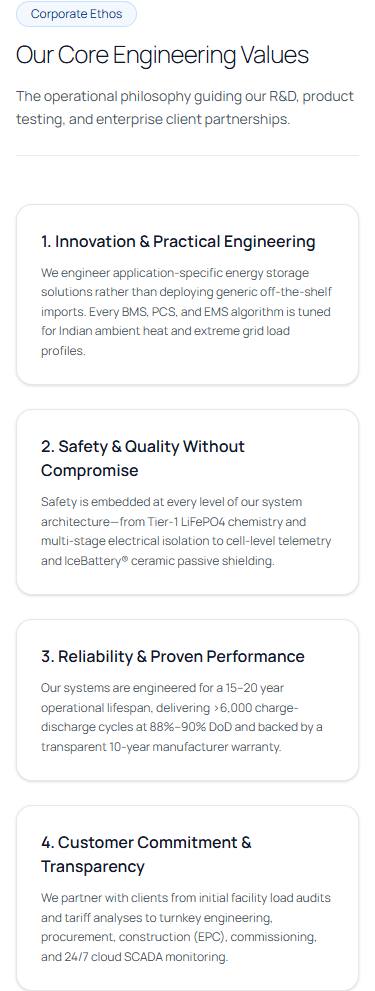 Corporate Ethos
Our Core Engineering Values
The operational philosophy guiding our R&D, product
testing, and enterprise client partnerships.
1. Innovation & Practical Engineering
We engineer application-specific energy storage
solutions rather than deploying generic off-the-shelf
imports. Every BMS, PCS, and EMS algorithm is tuned
for Indian ambient heat and extreme grid load
profiles.
2. Safety & Quality Without
Compromise
Safety is embedded at every level of our system
architecture—from Tier-1 LiFePO4 chemistry and
multi-stage electrical isolation to cell-level telemetry
and IceBattery® ceramic passive shielding.
3. Reliability & Proven Performance
Our systems are engineered for a 15–20 year
operational lifespan, delivering >6,000 charge-
discharge cycles at 88%–90% DoD and backed by a
transparent 10-year manufacturer warranty.
4. Customer Commitment &
Transparency
We partner with clients from initial facility load audits
and tariff analyses to turnkey engineering,
procurement, construction (EPC), commissioning,
and 24/7 cloud SCADA monitoring.